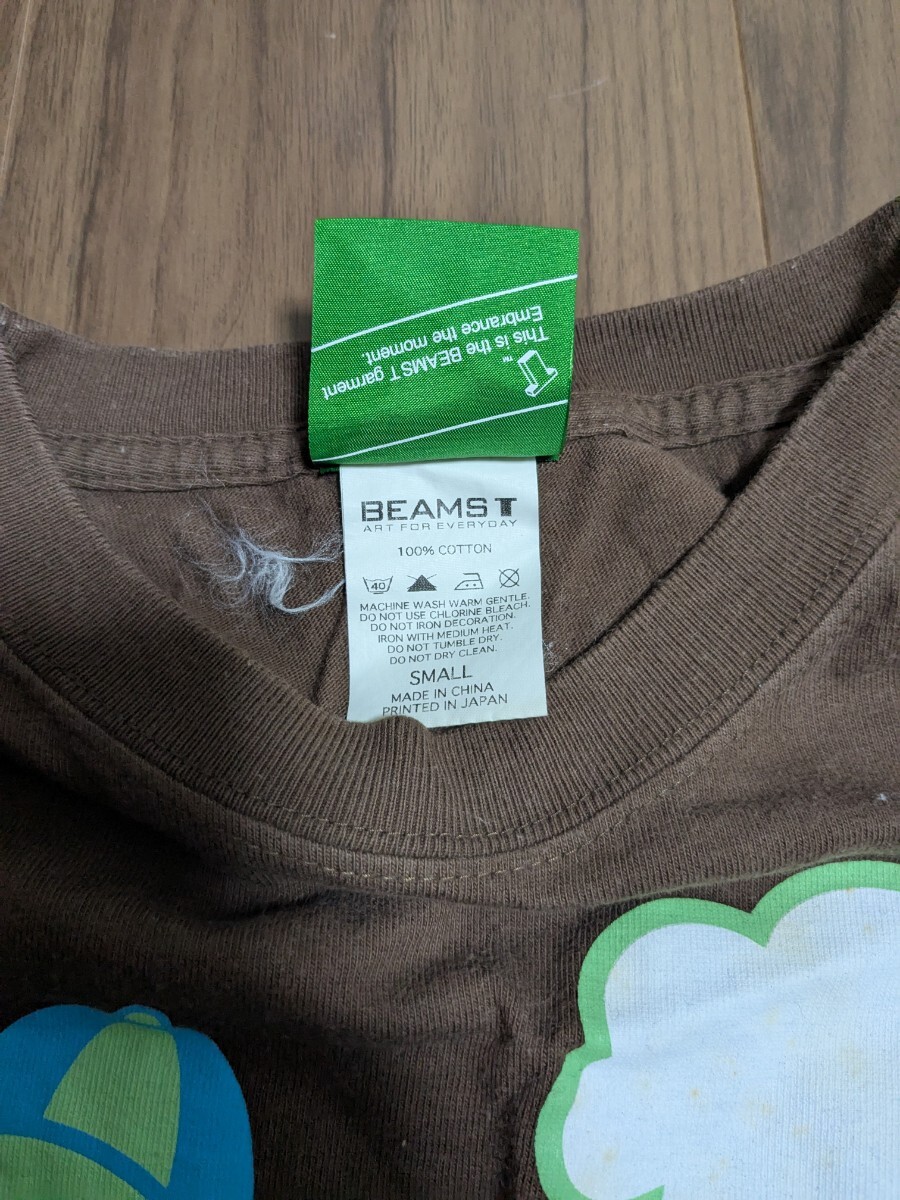 This is the BEAMS T garment
Embrance the moment.
TM
BEAMS T
ART FOR EVERYDAY
100% COTTON
40
MACHINE WASH WARM GENTLE.
DO NOT USE CHLORINE BLEACH.
DO NOT IRON DECORATION.
IRON WITH MEDIUM HEAT.
DO NOT TUMBLE DRY.
DO NOT DRY CLEAN.
SMALL
MADE IN CHINA
PRINTED IN JAPAN